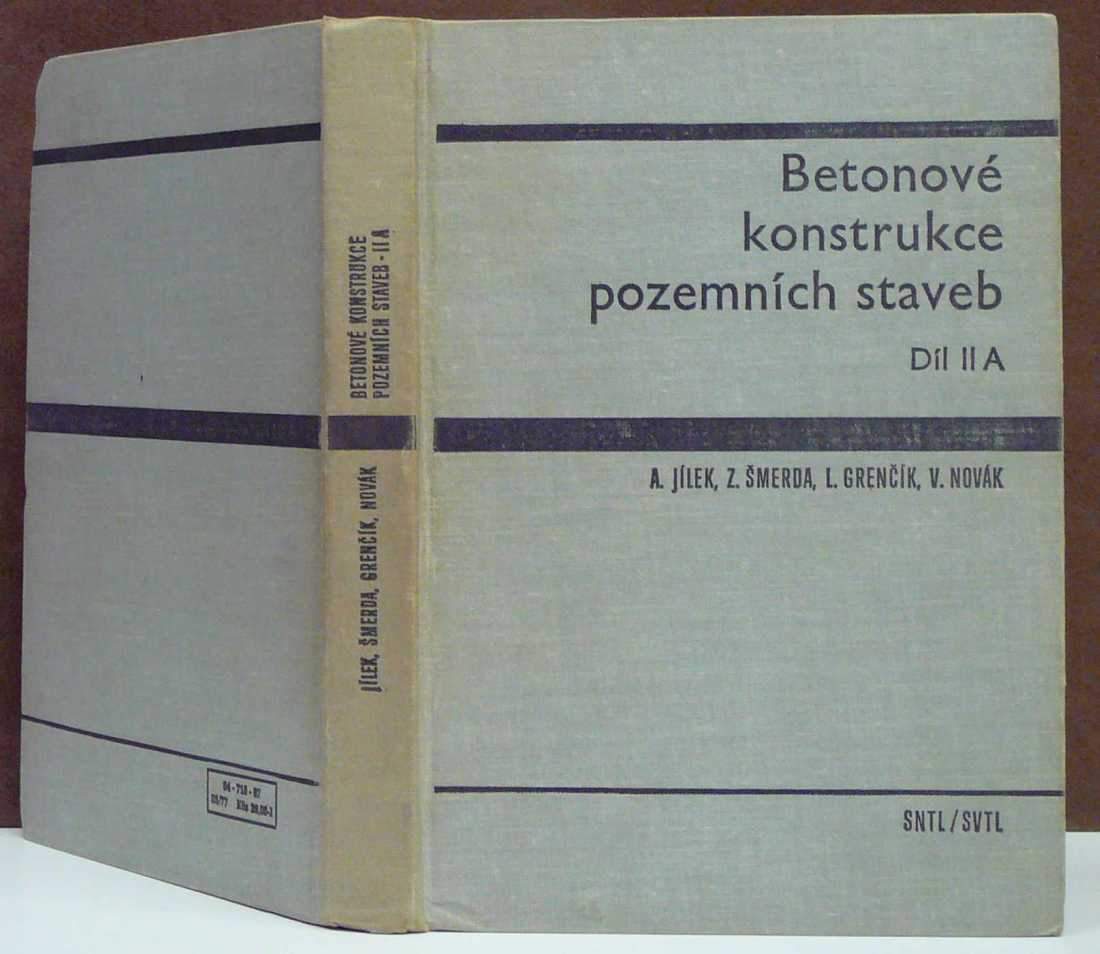 Betonové
konstrukce
pozemních staveb
Díl II A
A. JÍLEK, Z. ŠMERDA, L. GRENČÍK, V. NOVÁK
SNTL/SVTL
BETONOVÉ KONSTRUKCE
POZEMNÍCH STAVEB - II A
JÍLEK, ŠMERDA, GRENČÍK, NOVÁK